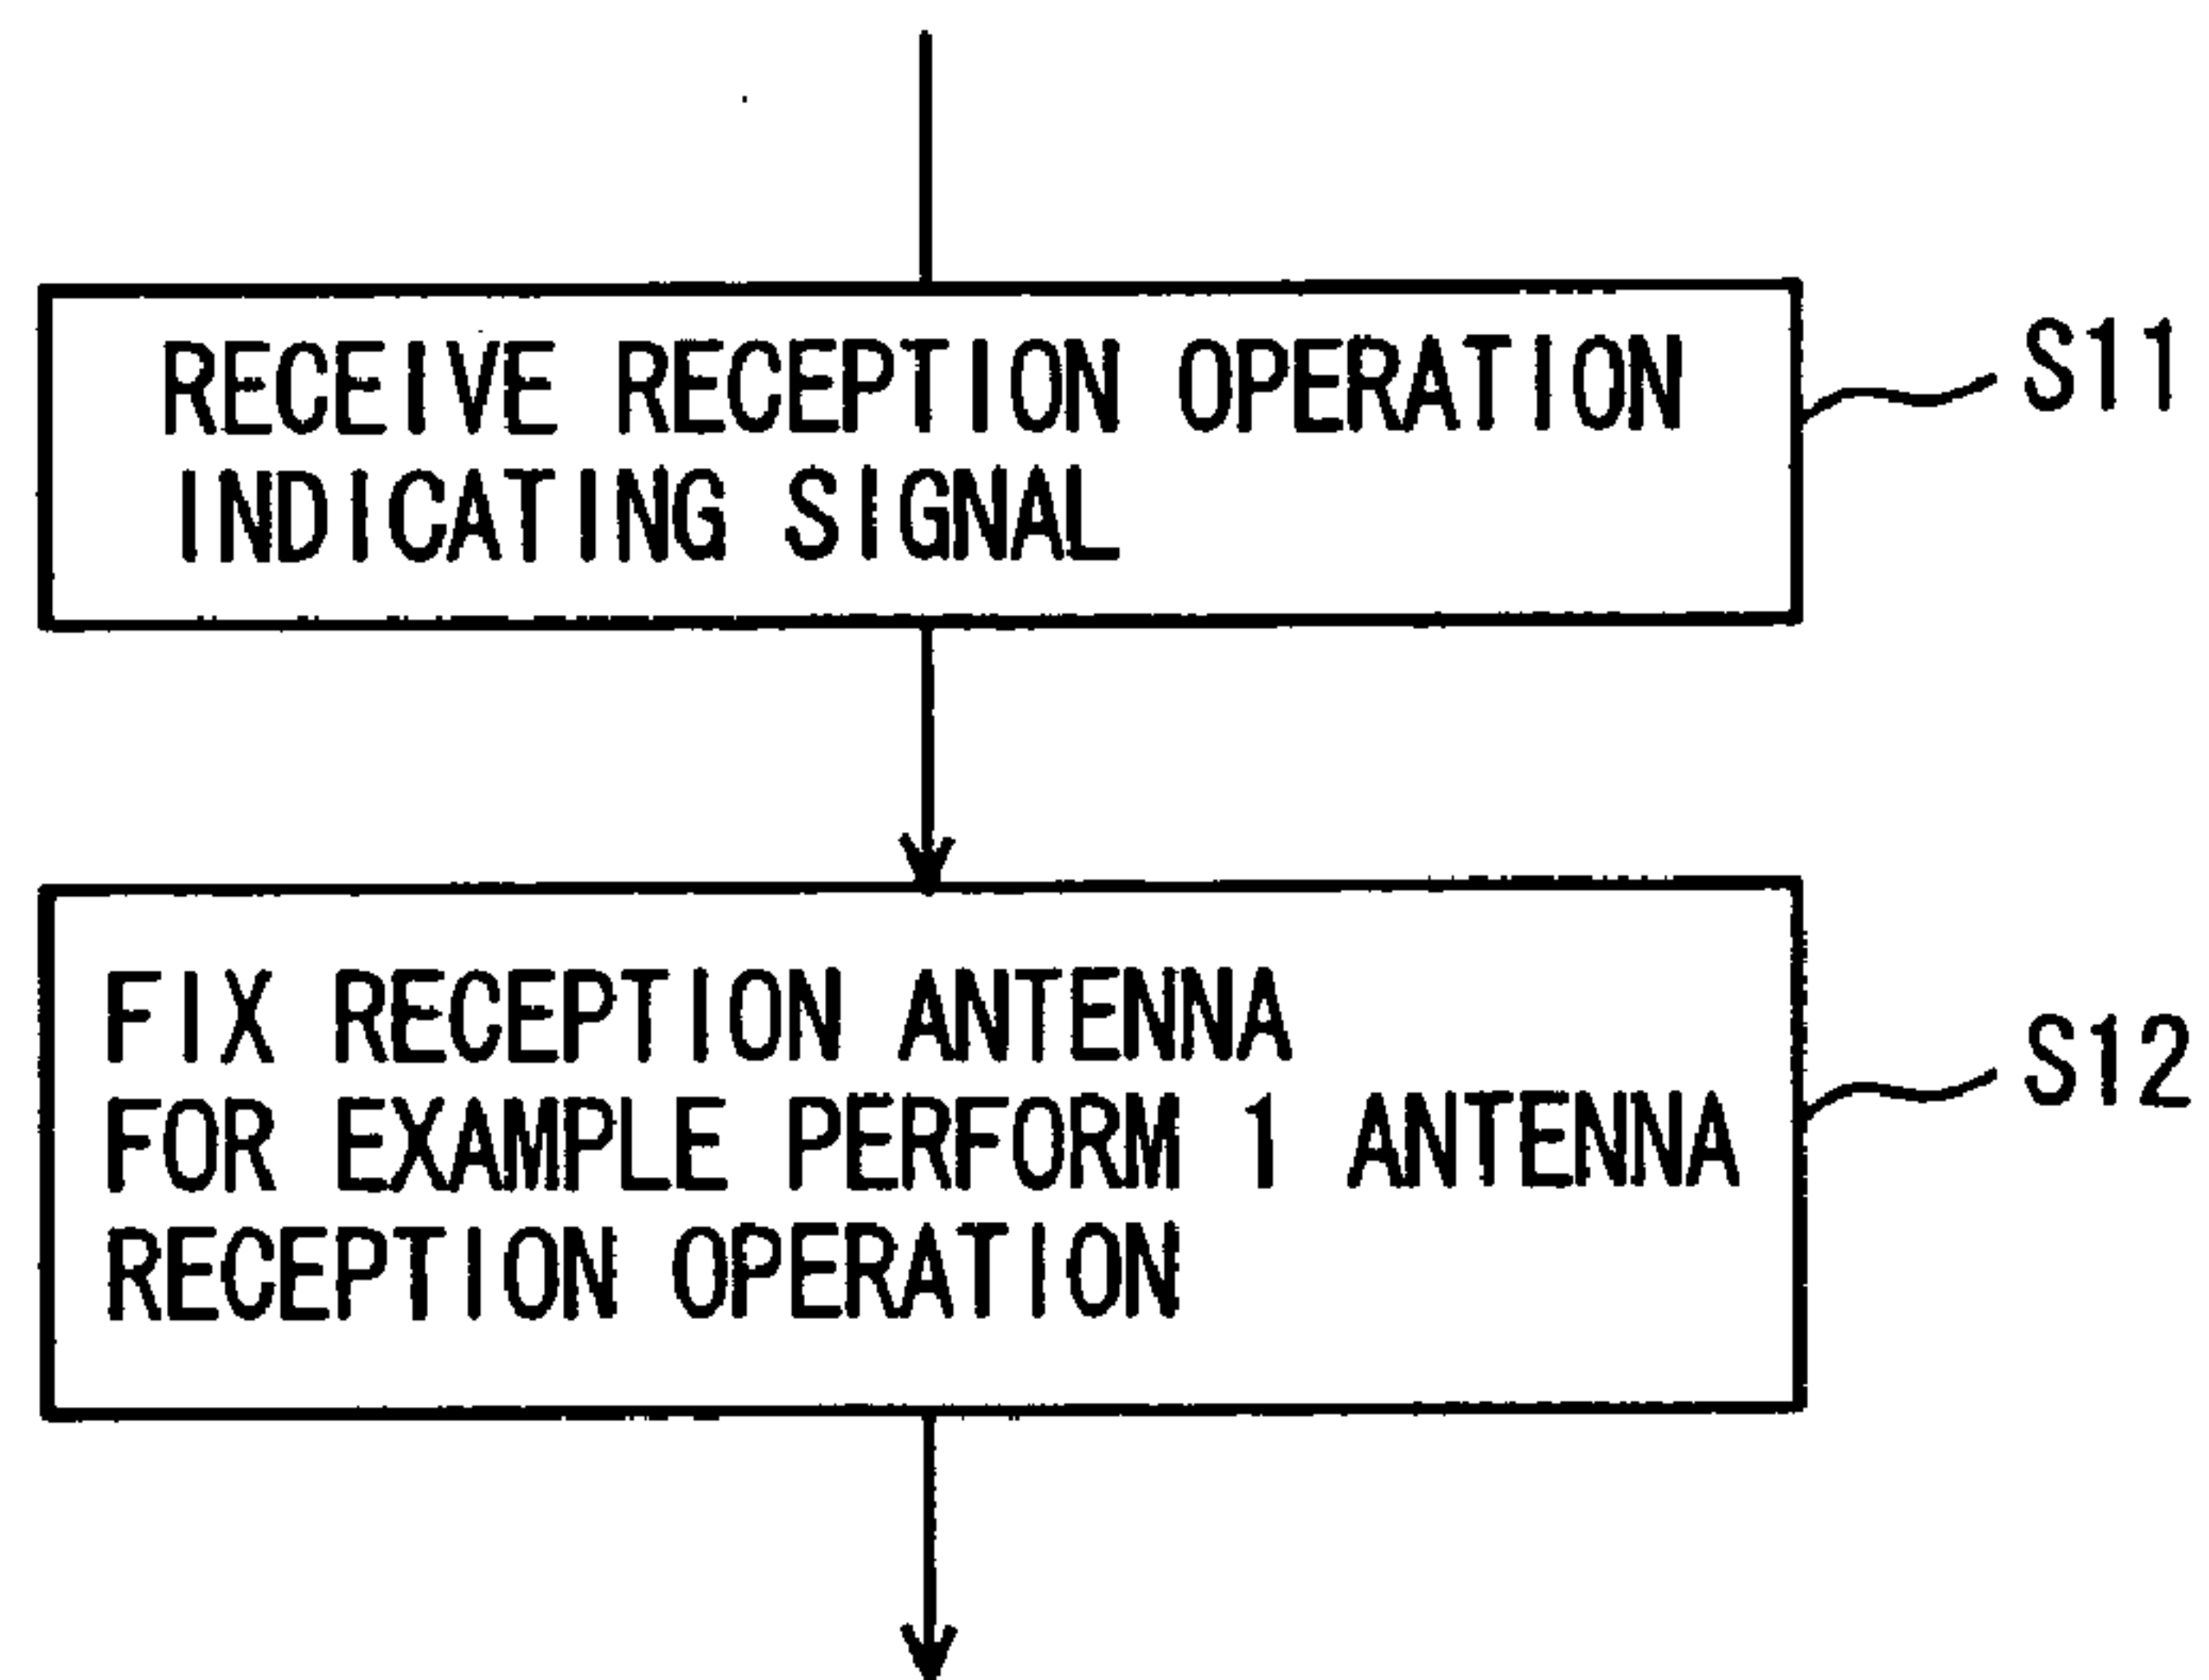 RECEIVE RECEPTION OPERATION
INDICATING SIGNAL
S11
FIX RECEPTION ANTENNA
FOR EXAMPLE PERFORM 1 ANTENNA
RECEPTION OPERATION
S12